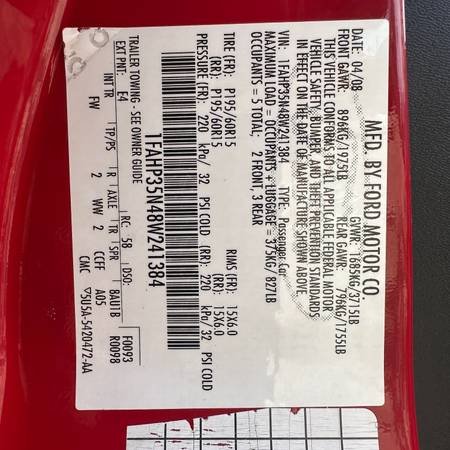 MFD. BY FORD MOTOR CO.
DATE: 04/08 GVWR: 1685KG/3715LB
FRONT GAWR: 896KG/1975LB REAR GAWR: 796KG/1755LB
THIS VEHICLE CONFORMS TO ALL APPLICABLE FEDERAL MOTOR
VEHICLE SAFETY, BUMPER, AND THEFT PREVENTION STANDARDS
IN EFFECT ON THE DATE OF MANUFACTURE SHOWN ABOVE.
VIN: 1FAHP35N48W241384 TYPE: Passenger Car
MAXIMUM LOAD = OCCUPANTS + LUGGAGE = 375KG/ 827LB
OCCUPANTS = 5 TOTAL; 2 FRONT, 3 REAR
TIRE (FR): P195/60R15 RIMS (FR): 15X6.0
(RR): P195/60R15 (RR): 15X6.0
PRESSURE (FR): 220 kPa/ 32 PSI COLD (RR): 220 kPa/ 32 PSI COLD
1FAHP35N48W241384
TRAILER TOWING - SEE OWNER GUIDE
EXT PNT: E4 RC: 58 DSO: F0093
R0098
INT TR TP/PS R AXLE TR SPR 8AUTB
FW 2 2 WW 2 CCFF A05
CMC ▽5U5A-5420472-AA